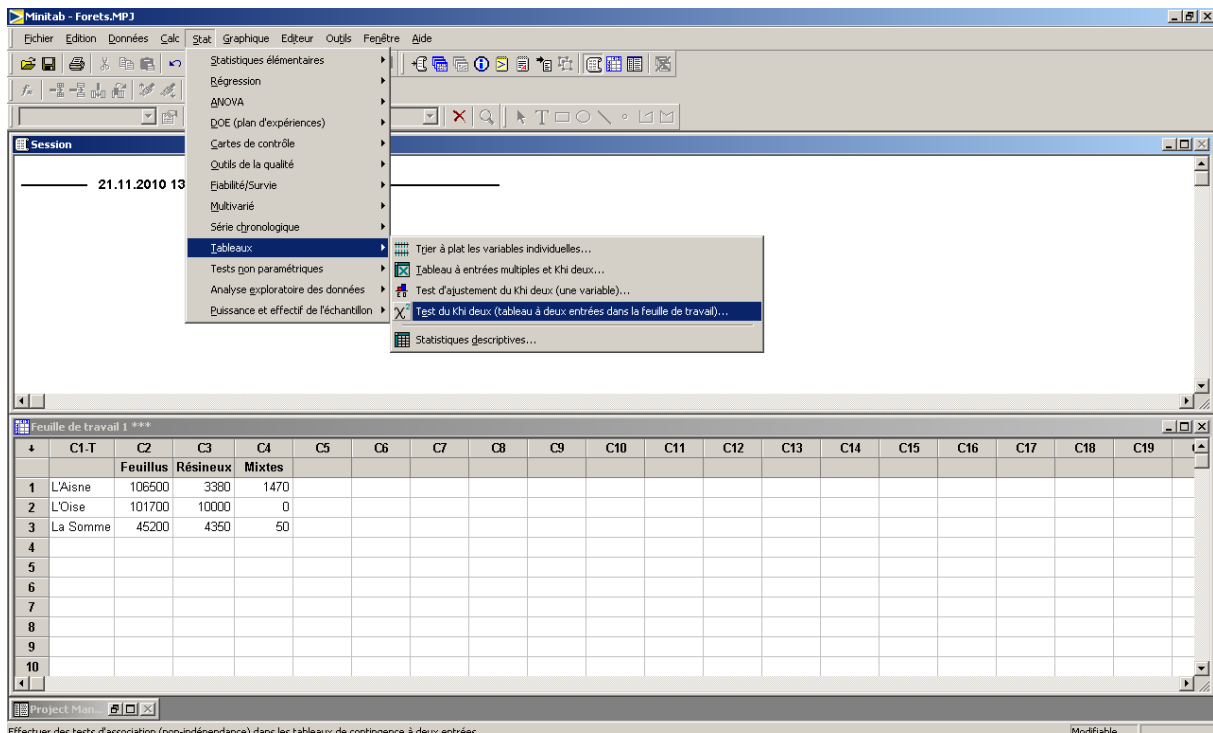 Minitab - Forets.MPJ
Fichier Edition Données Calc Stat Graphique Editeur Outils Fenêtre Aide
Statistiques élémentaires
Régression
ANOVA
DOE (plan d'expériences)
Cartes de contrôle
Outils de la qualité
Fiabilité/Survie
Multivarié
Série chronologique
Tableaux
Tests non paramétriques
Analyse exploratoire des données
Puissance et effectif de l'échantillon
Trier à plat les variables individuelles...
Tableau à entrées multiples et Khi deux...
Test d'ajustement du Khi deux (une variable)...
Test du Khi deux (tableau à deux entrées dans la feuille de travail)...
Statistiques descriptives...
Session
21.11.2010 13
Feuille de travail 1 ***
C1-T C2 C3 C4 C5 C6 C7 C8 C9 C10 C11 C12 C13 C14 C15 C16 C17 C18 C19
Feuillus Résineux Mixtes
1 L'Aisne 106500 3380 1470
2 L'Oise 101700 10000 0
3 La Somme 45200 4350 50
4
5
6
7
8
9
10
Project Man...
Effectuer des tests d'association (non-indépendance) dans les tableaux de contingence à deux entrées
Modifiable